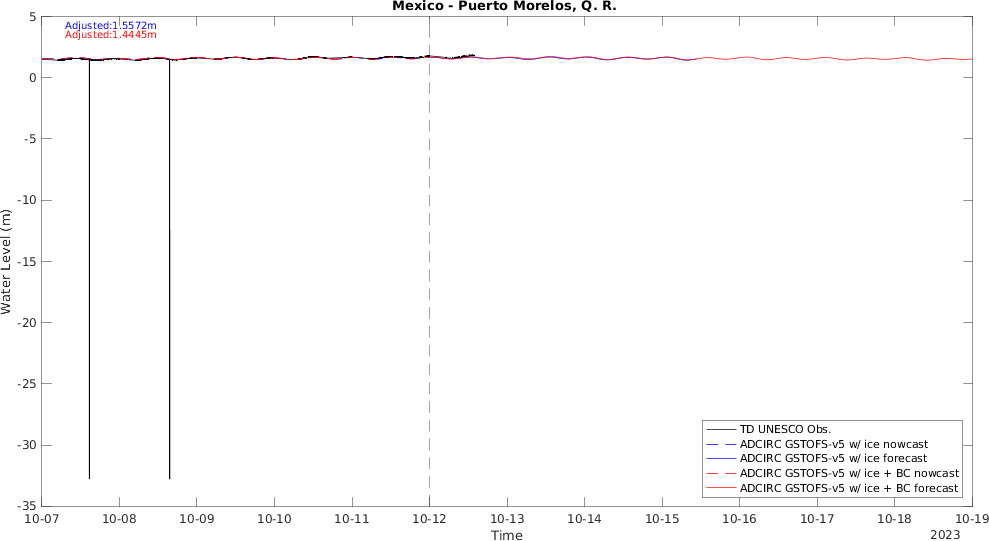 Mexico - Puerto Morelos, Q. R.
Adjusted:1.5572m
Adjusted:1.4445m
5
0
-5
-10
-15
-20
-25
-30
-35
Water Level (m)
10-07 10-08 10-09 10-10 10-11 10-12 10-13 10-14 10-15 10-16 10-17 10-18 10-19
Time
2023
TD UNESCO Obs.
ADCIRC GSTOFS-v5 w/ ice nowcast
ADCIRC GSTOFS-v5 w/ ice forecast
ADCIRC GSTOFS-v5 w/ ice + BC nowcast
ADCIRC GSTOFS-v5 w/ ice + BC forecast